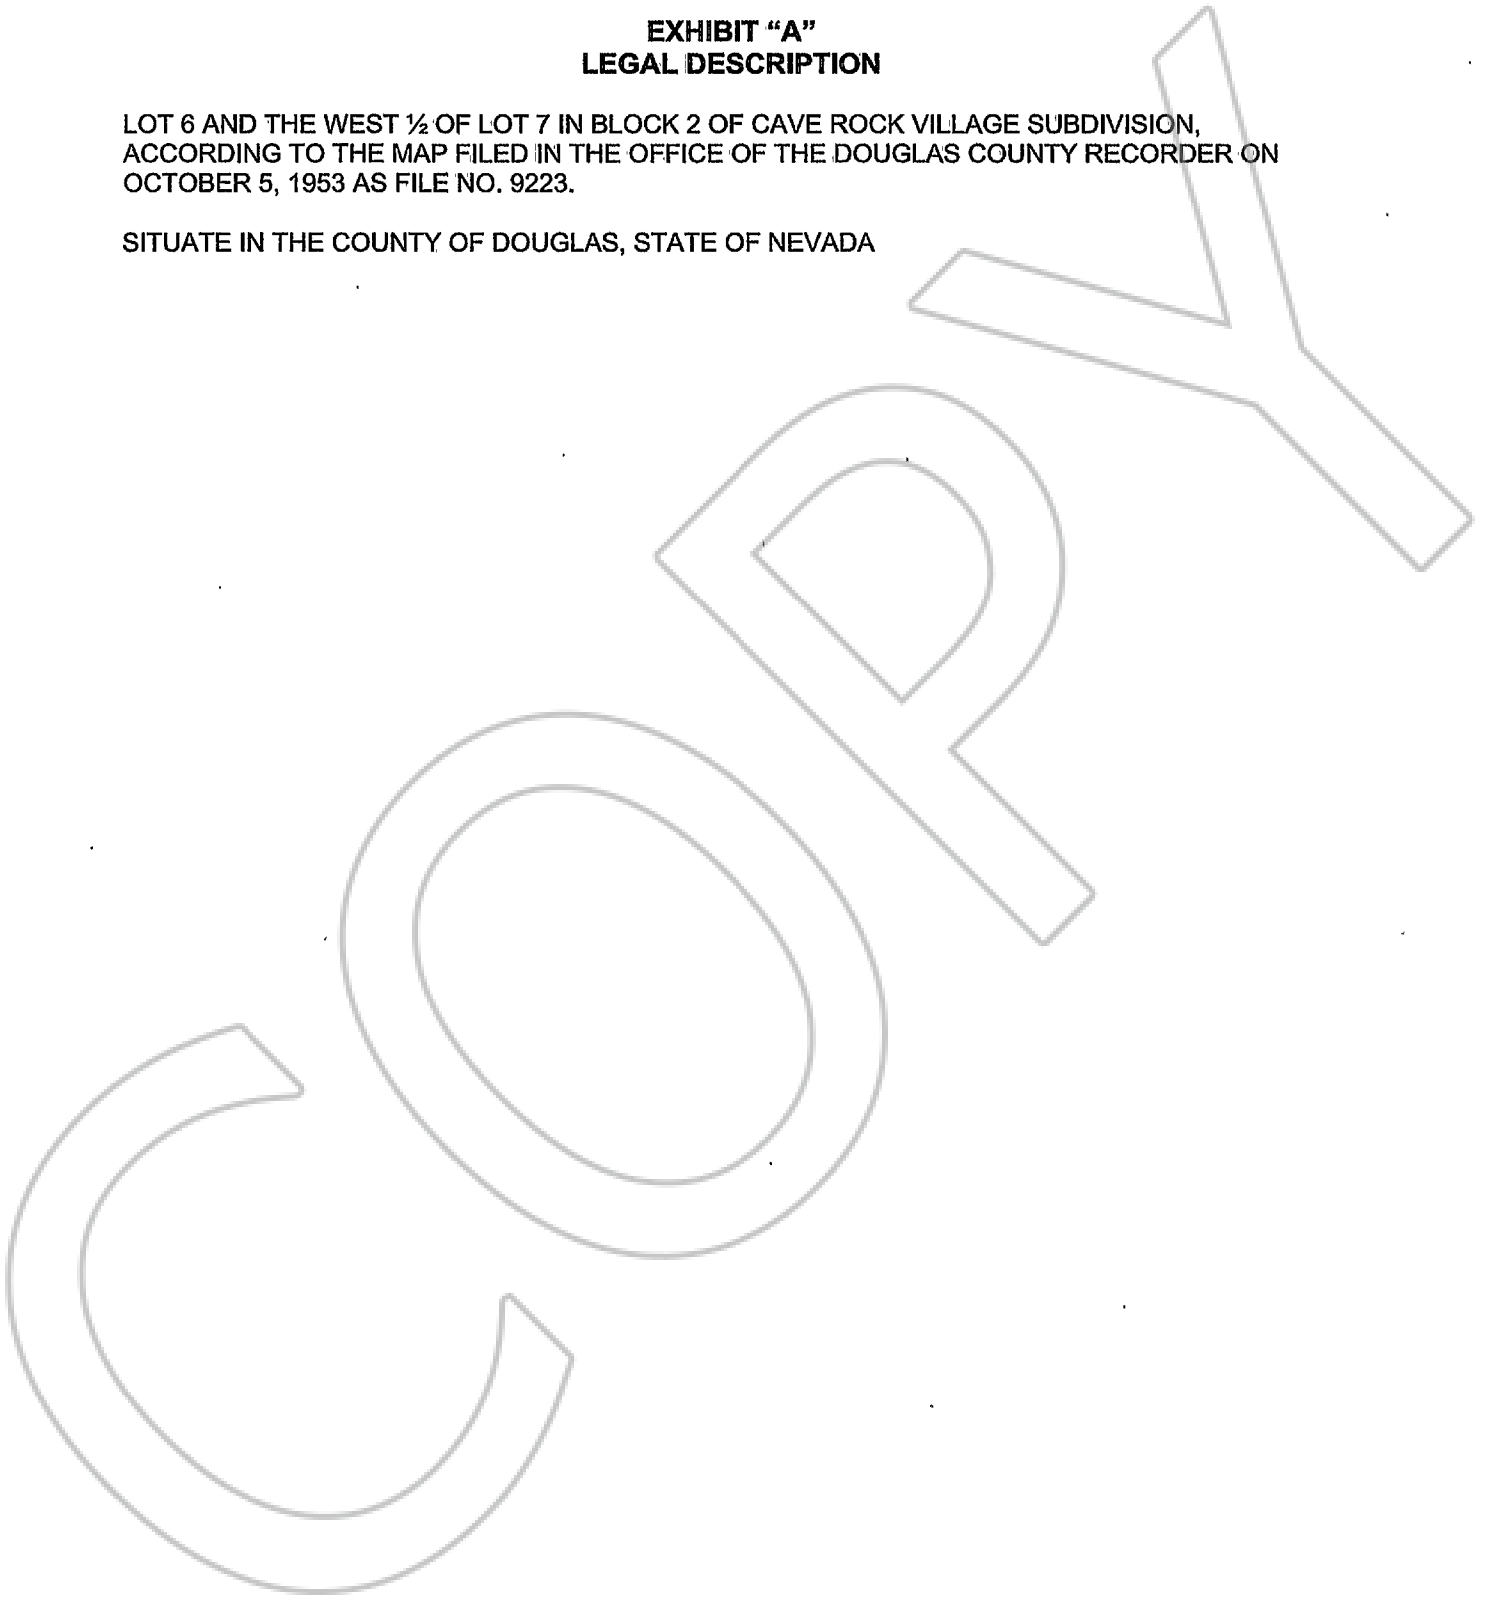 EXHIBIT “A”
LEGAL DESCRIPTION
LOT 6 AND THE WEST ½ OF LOT 7 IN BLOCK 2 OF CAVE ROCK VILLAGE SUBDIVISION,
ACCORDING TO THE MAP FILED IN THE OFFICE OF THE DOUGLAS COUNTY RECORDER ON
OCTOBER 5, 1953 AS FILE NO. 9223.
SITUATE IN THE COUNTY OF DOUGLAS, STATE OF NEVADA
COPY